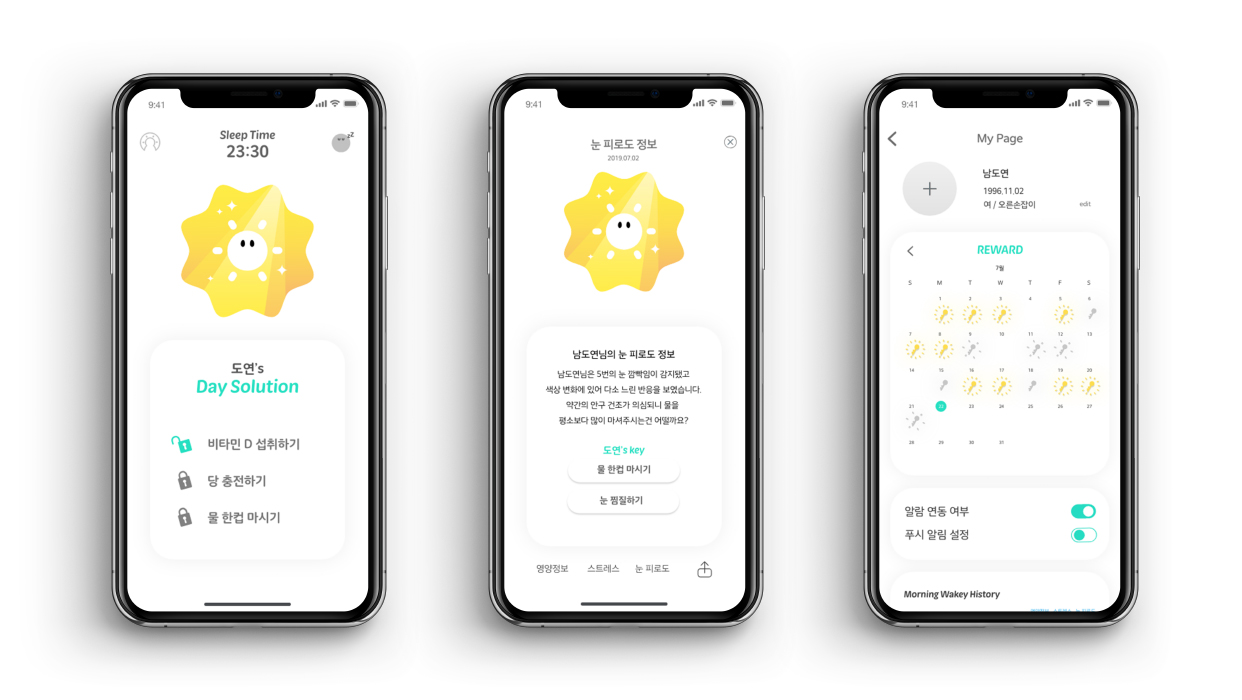 9:41
Sleep Time
23:30
도연's
Day Solution
비타민 D 섭취하기
당 충전하기
물 한컵 마시기
9:41
눈 피로도 정보
2019.07.02
남도연님의 눈 피로도 정보
남도연님은 5번의 눈 깜빡임이 감지됐고
색상 변화에 있어 다소 느린 반응을 보였습니다.
약간의 안구 건조가 의심되니 물을
평소보다 많이 마셔주시는건 어떨까요?
도연's key
물 한컵 마시기
눈 찜질하기
영양정보 스트레스 눈 피로도
9:41
My Page
남도연
1996.11.02
여 / 오른손잡이 edit
REWARD
7월
S M T W T F S
1 2 3 4 5 6
7 8 9 10 11 12 13
14 15 16 17 18 19 20
21 22 23 24 25 26 27
28 29 30 31
알람 연동 여부
푸시 알림 설정
Morning Wakey History